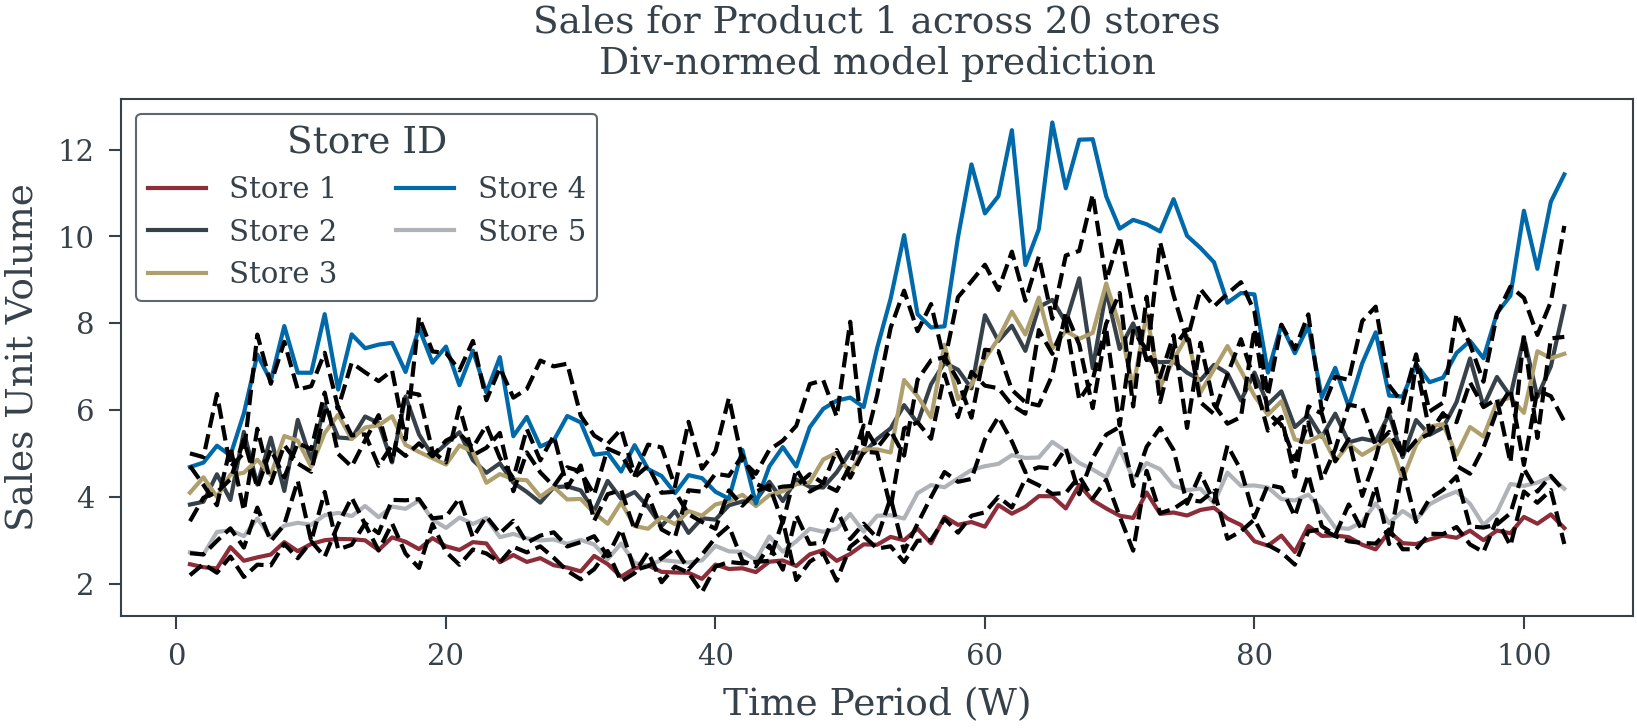 Sales for Product 1 across 20 stores
Div-normed model prediction
Store ID
Store 1
Store 2
Store 3
Store 4
Store 5
Sales Unit Volume
12
10
8
6
4
2
0 20 40 60 80 100
Time Period (W)